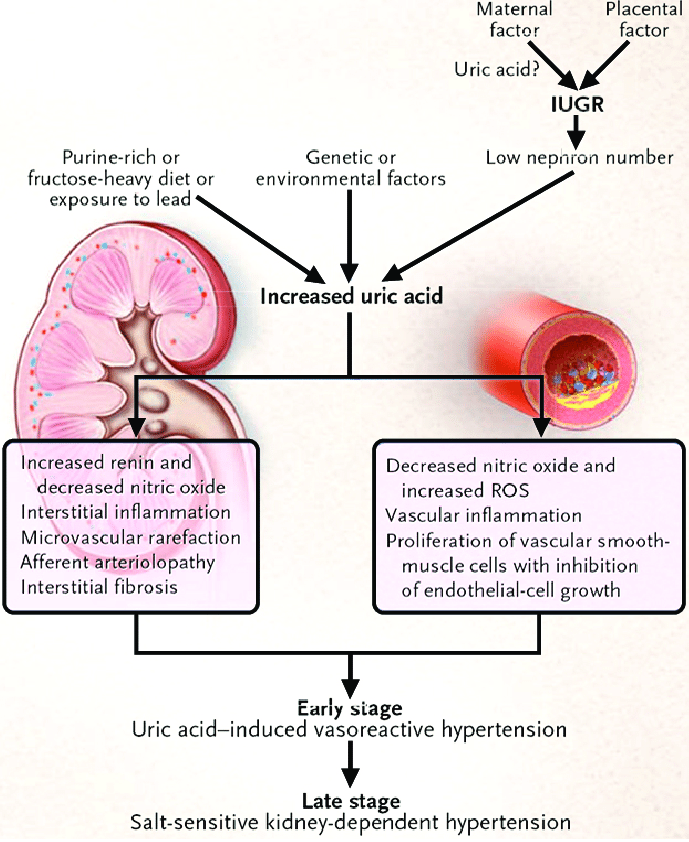 Maternal
factor
Placental
factor
Uric acid?
IUGR
Low nephron number
Purine-rich or
fructose-heavy diet or
exposure to lead
Genetic or
environmental factors
Increased uric acid
Increased renin and
decreased nitric oxide
Interstitial inflammation
Microvascular rarefaction
Afferent arteriolopathy
Interstitial fibrosis
Decreased nitric oxide and
increased ROS
Vascular inflammation
Proliferation of vascular smooth-
muscle cells with inhibition
of endothelial-cell growth
Early stage
Uric acid–induced vasoreactive hypertension
Late stage
Salt-sensitive kidney-dependent hypertension